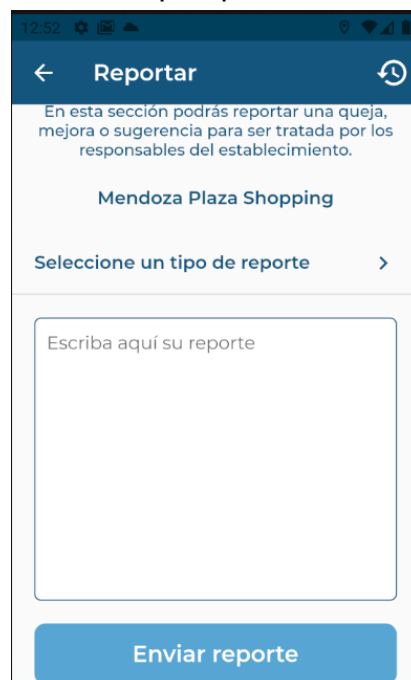 12:52
Reportar
En esta sección podrás reportar una queja,
mejora o sugerencia para ser tratada por los
responsables del establecimiento.
Mendoza Plaza Shopping
Seleccione un tipo de reporte
Escriba aquí su reporte
Enviar reporte